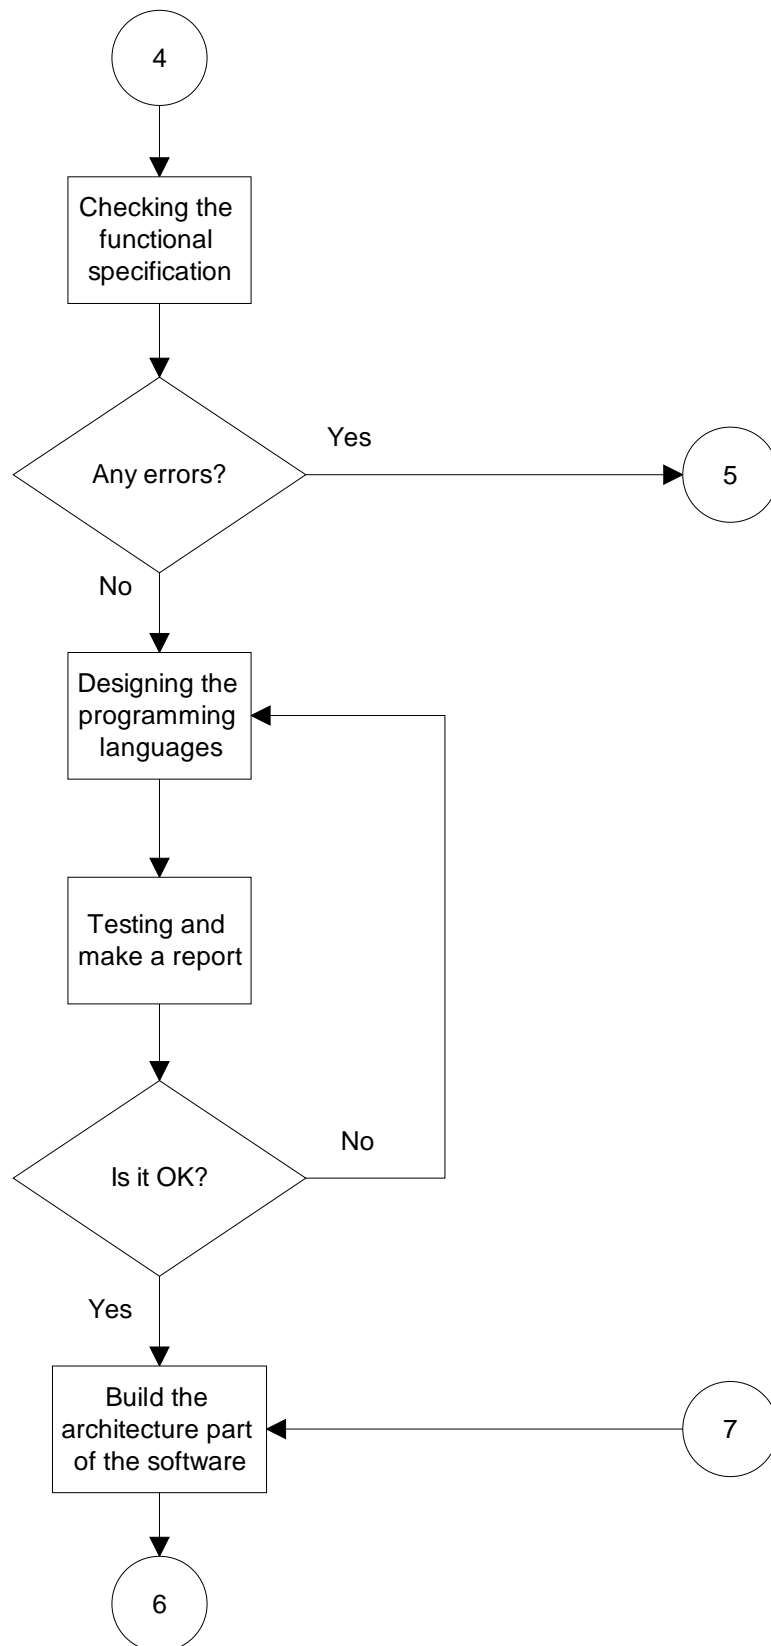 4
Checking the
functional
specification
Any errors?
Yes
5
No
Designing the
programming
languages
Testing and
make a report
Is it OK?
No
Yes
Build the
architecture part
of the software
7
6